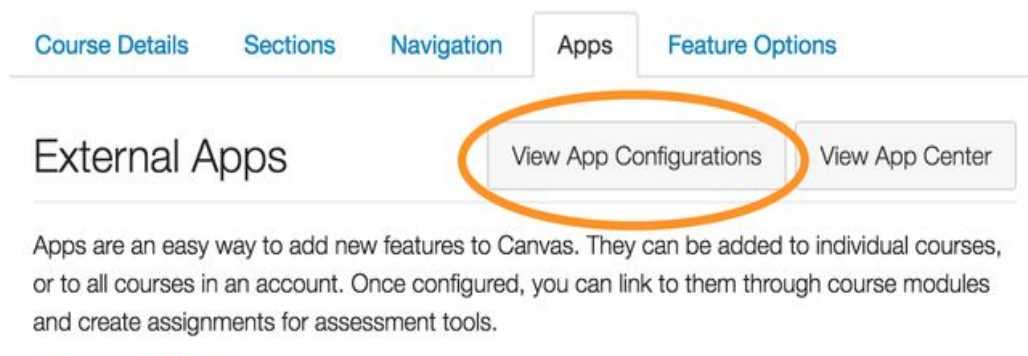 Course Details Sections Navigation Apps Feature Options
External Apps View App Configurations View App Center
Apps are an easy way to add new features to Canvas. They can be added to individual courses,
or to all courses in an account. Once configured, you can link to them through course modules
and create assignments for assessment tools.